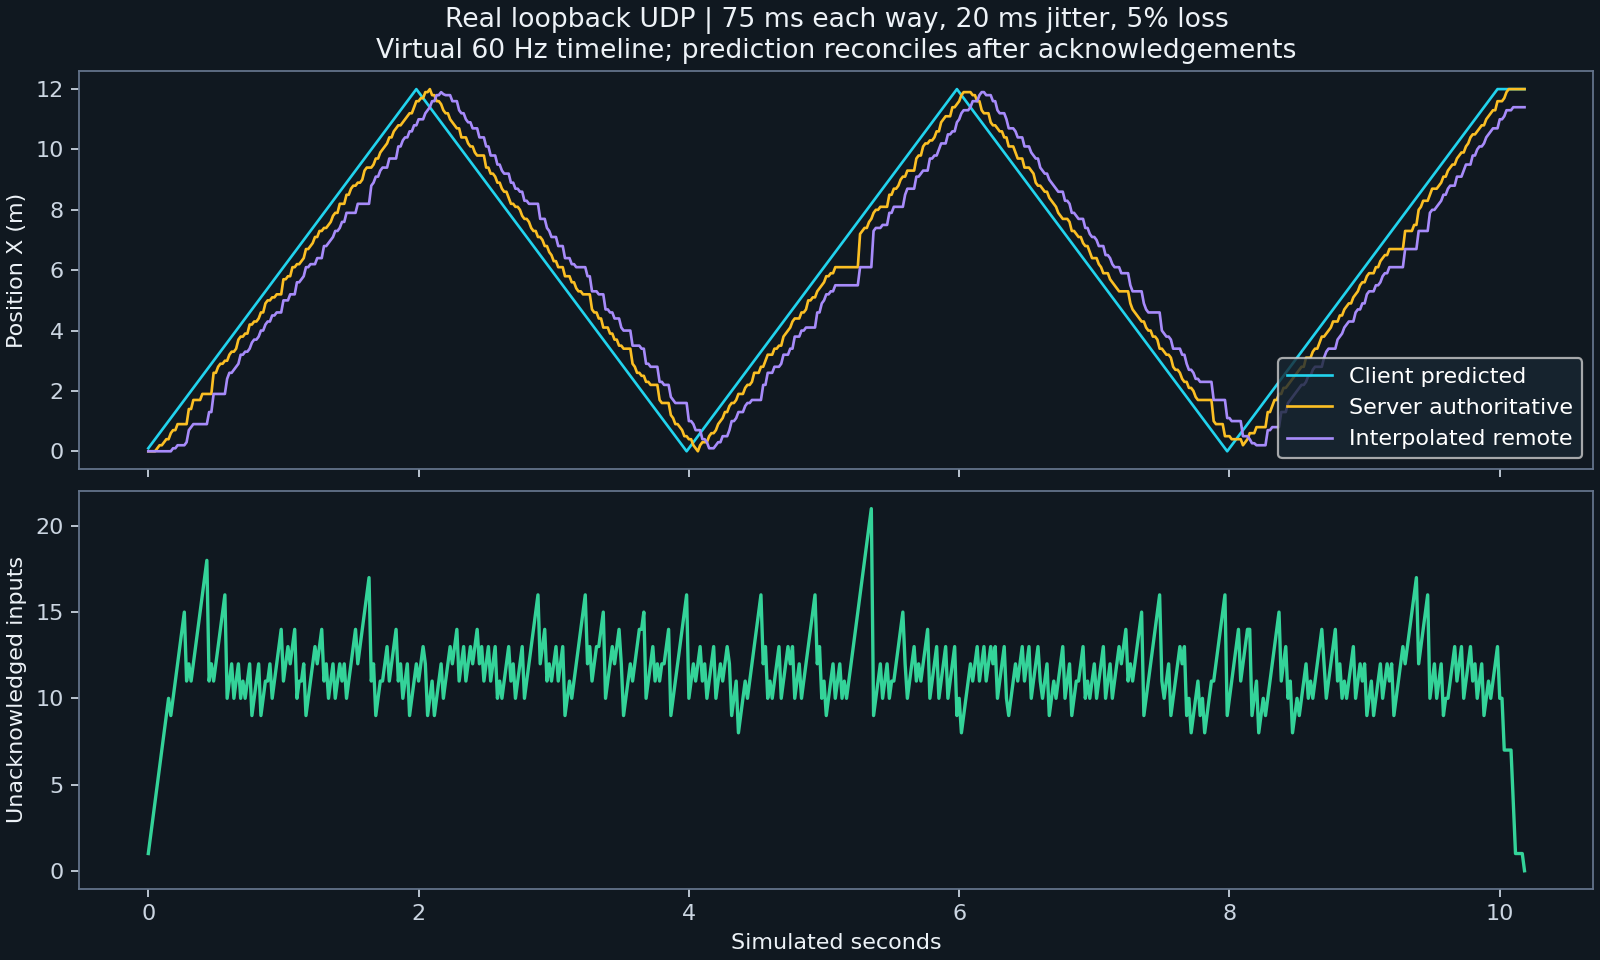 Real loopback UDP | 75 ms each way, 20 ms jitter, 5% loss
Virtual 60 Hz timeline; prediction reconciles after acknowledgements
12
10
8
6
4
2
0
Position X (m)
Client predicted
Server authoritative
Interpolated remote
20
15
10
5
0
Unacknowledged inputs
0 2 4 6 8 10
Simulated seconds